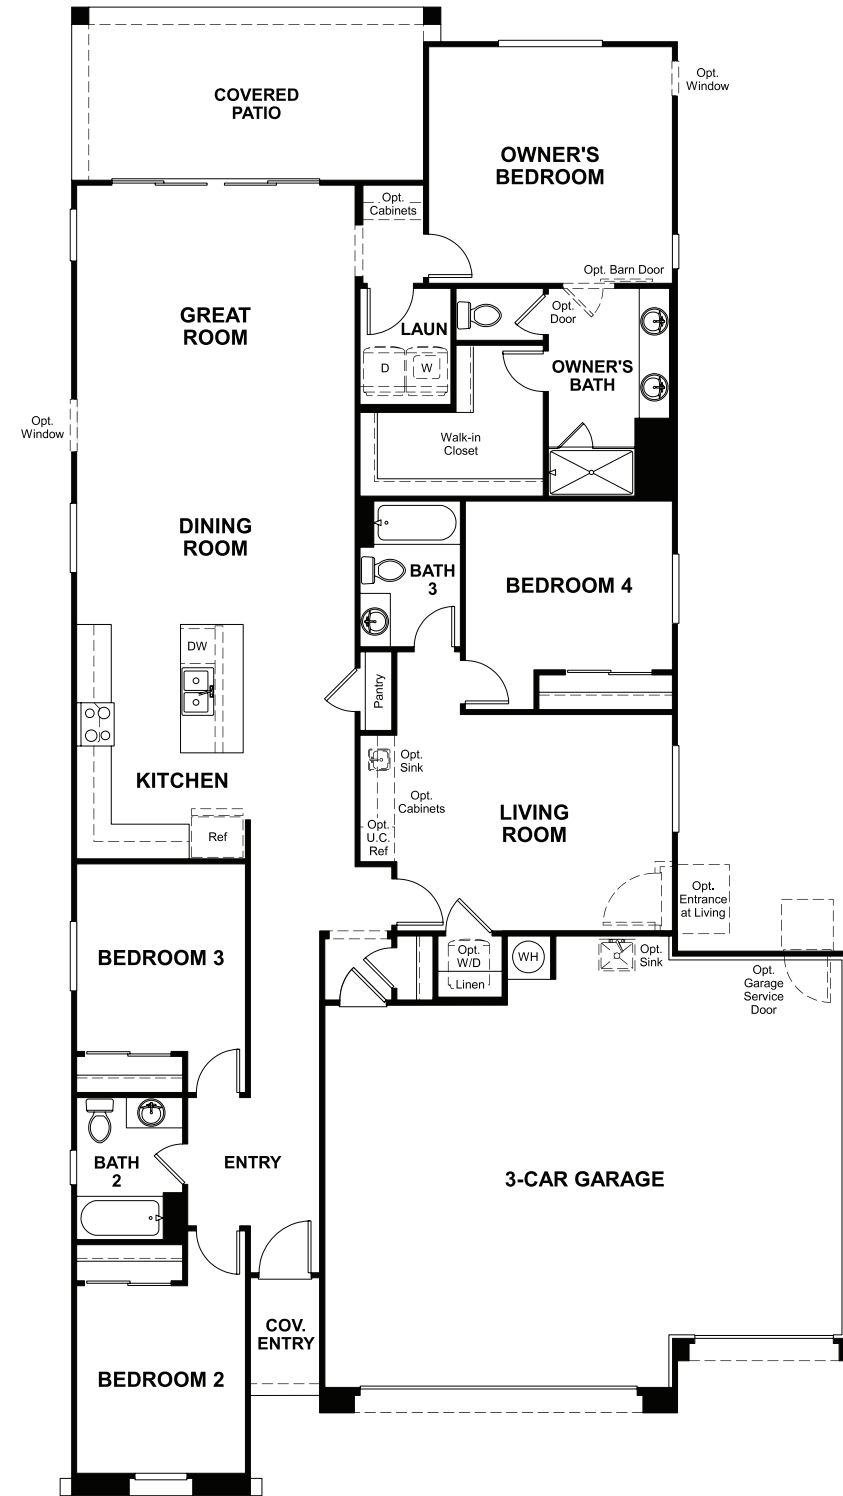 COVERED
PATIO
Opt.
Window
OWNER'S
BEDROOM
Opt.
Cabinets
Opt. Barn Door
GREAT
ROOM
LAUN
Opt.
Door
D
W
OWNER'S
BATH
Opt.
Window
Walk-in
Closet
DINING
ROOM
BATH
3
BEDROOM 4
DW
Pantry
KITCHEN
Opt.
Sink
Opt.
Cabinets
Opt.
U.C.
Ref
Ref
LIVING
ROOM
Opt.
Entrance
at Living
BEDROOM 3
Opt.
W/D
Linen
WH
Opt.
Sink
Opt.
Garage
Service
Door
BATH
2
ENTRY
3-CAR GARAGE
COV.
ENTRY
BEDROOM 2